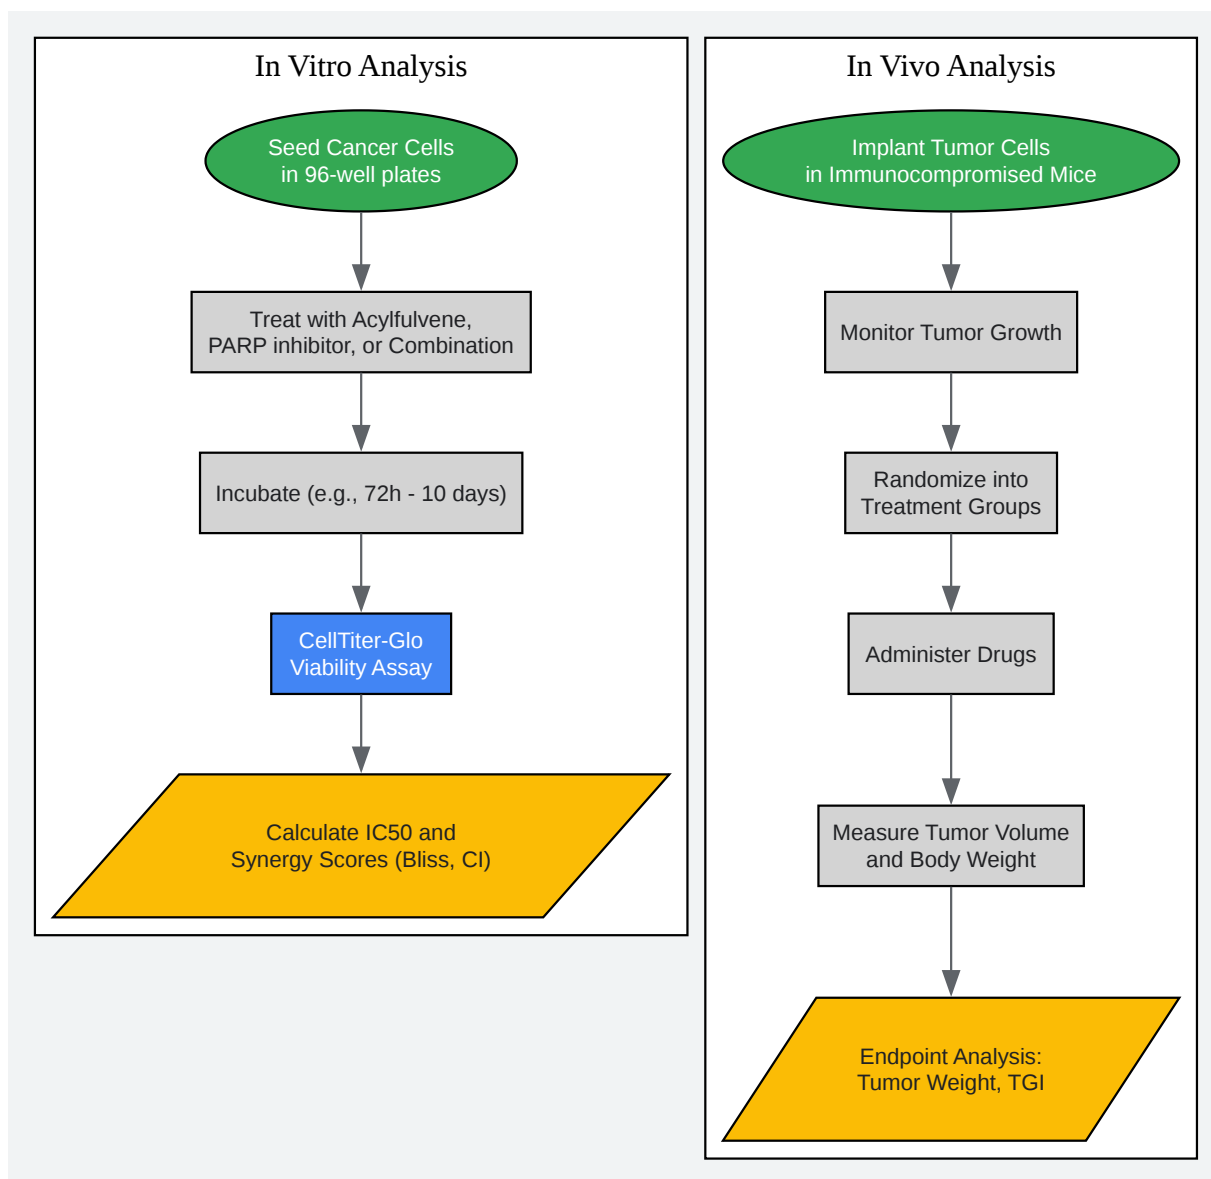 In Vitro Analysis
Seed Cancer Cells
in 96-well plates
Treat with Acylfulvene,
PARP inhibitor, or Combination
Incubate (e.g., 72h - 10 days)
CellTiter-Glo
Viability Assay
Calculate IC50 and
Synergy Scores (Bliss, CI)
In Vivo Analysis
Implant Tumor Cells
in Immunocompromised Mice
Monitor Tumor Growth
Randomize into
Treatment Groups
Administer Drugs
Measure Tumor Volume
and Body Weight
Endpoint Analysis:
Tumor Weight, TGI